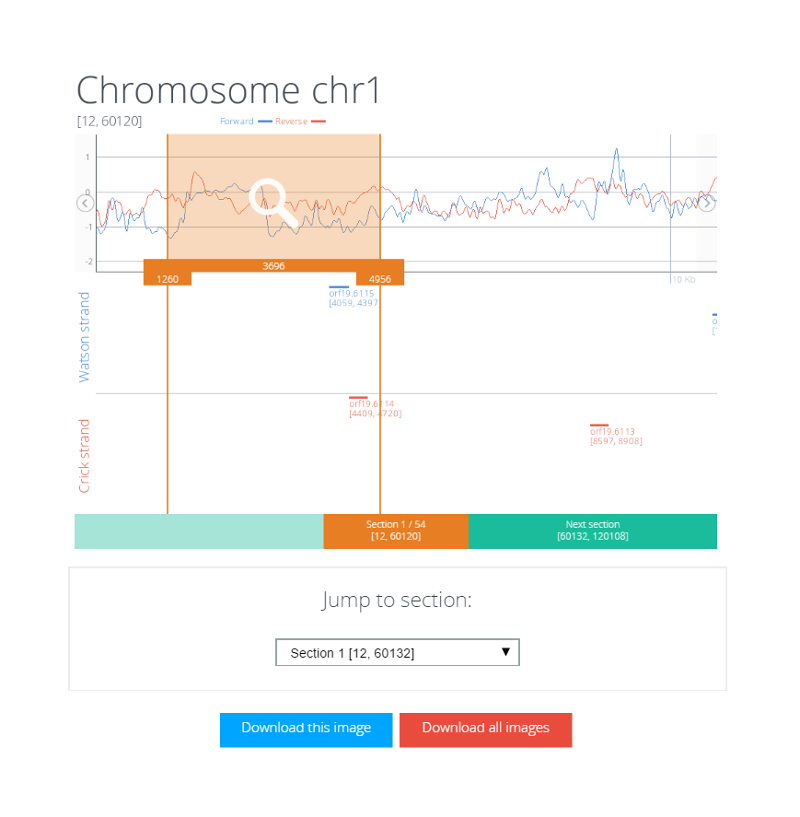 Chromosome chr1
[12, 60120]
Forward Reverse
1
0
-1
-2
3696
1260
4956
10 Kb
Watson strand
orf19.6115
[4059, 4397
Crick strand
orf19.6114
[4409, 4720]
orf19.6113
[8597, 8908]
Section 1 / 54
[12, 60120]
Next section
[60132, 120108]
Jump to section:
Section 1 [12, 60132]
Download this image
Download all images